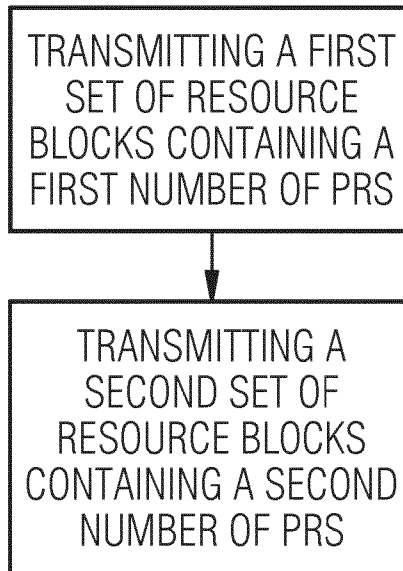 TRANSMITTING A FIRST
SET OF RESOURCE
BLOCKS CONTAINING A
FIRST NUMBER OF PRS
TRANSMITTING A
SECOND SET OF
RESOURCE BLOCKS
CONTAINING A SECOND
NUMBER OF PRS